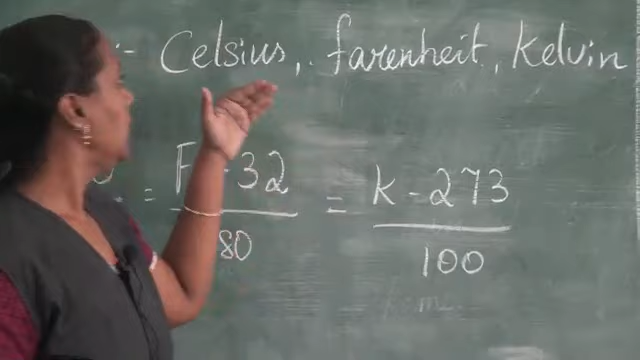 :- Celsius, farenheit, Kelvin
= F - 32 = K - 273
80 100